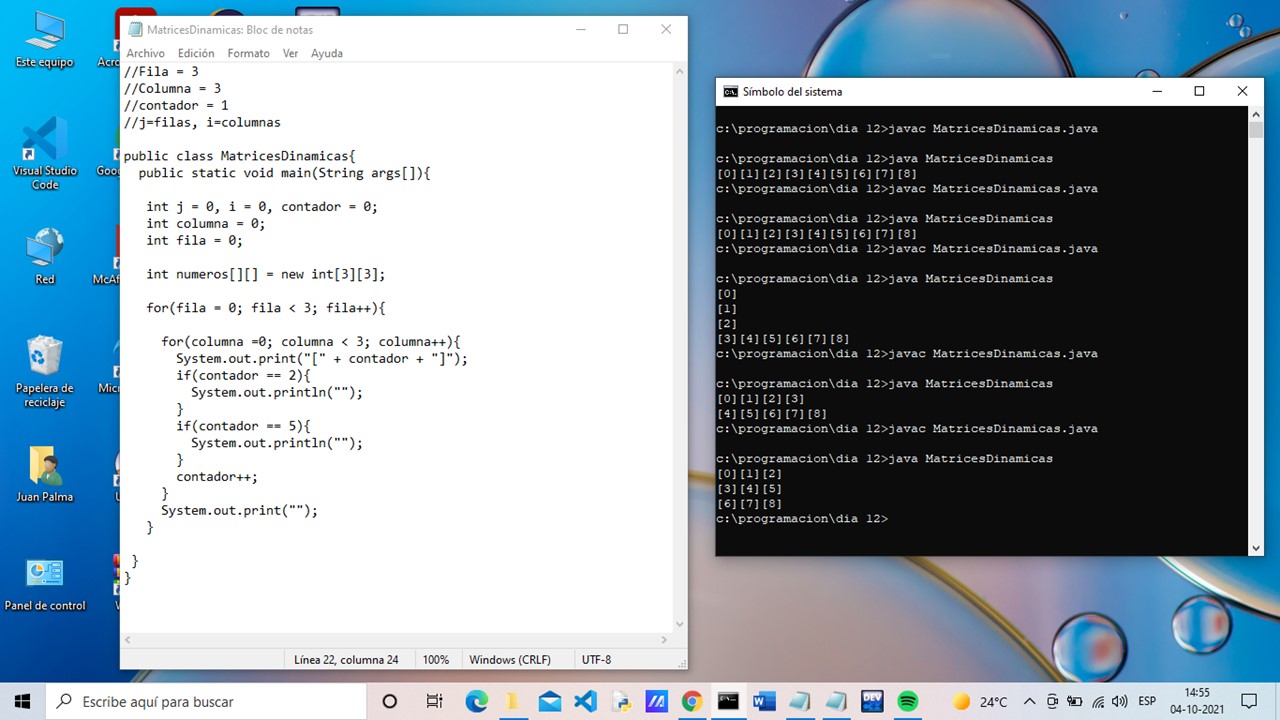 Este equipo
Acro
Visual Studio
Code
Goog
Red
McAf
Papelera de
reciclaje
Micr
Juan Palma
U
Panel de control
W
MatricesDinamicas: Bloc de notas
Archivo Edición Formato Ver Ayuda
//Fila = 3
//Columna = 3
//contador = 1
//j=filas, i=columnas
public class MatricesDinamicas{
public static void main(String args[]){
int j = 0, i = 0, contador = 0;
int columna = 0;
int fila = 0;
int numeros[][] = new int[3][3];
for(fila = 0; fila < 3; fila++){
for(columna =0; columna < 3; columna++){
System.out.print("[" + contador + "]");
if(contador == 2){
System.out.println("");
}
if(contador == 5){
System.out.println("");
}
contador++;
}
System.out.print("");
}
}
}
Línea 22, columna 24 100% Windows (CRLF) UTF-8
C:\. Símbolo del sistema
c:\programacion\dia 12>javac MatricesDinamicas.java
c:\programacion\dia 12>java MatricesDinamicas
[0][1][2][3][4][5][6][7][8]
c:\programacion\dia 12>javac MatricesDinamicas.java
c:\programacion\dia 12>java MatricesDinamicas
[0][1][2][3][4][5][6][7][8]
c:\programacion\dia 12>javac MatricesDinamicas.java
c:\programacion\dia 12>java MatricesDinamicas
[0]
[1]
[2]
[3][4][5][6][7][8]
c:\programacion\dia 12>javac MatricesDinamicas.java
c:\programacion\dia 12>java MatricesDinamicas
[0][1][2][3]
[4][5][6][7][8]
c:\programacion\dia 12>javac MatricesDinamicas.java
c:\programacion\dia 12>java MatricesDinamicas
[0][1][2]
[3][4][5]
[6][7][8]
c:\programacion\dia 12>
Escribe aquí para buscar
DEV
24°C
ESP
14:55
04-10-2021